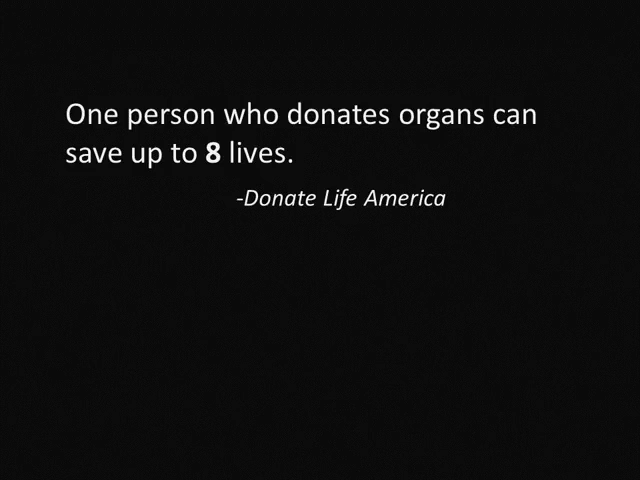 One person who donates organs can
save up to 8 lives.
-Donate Life America